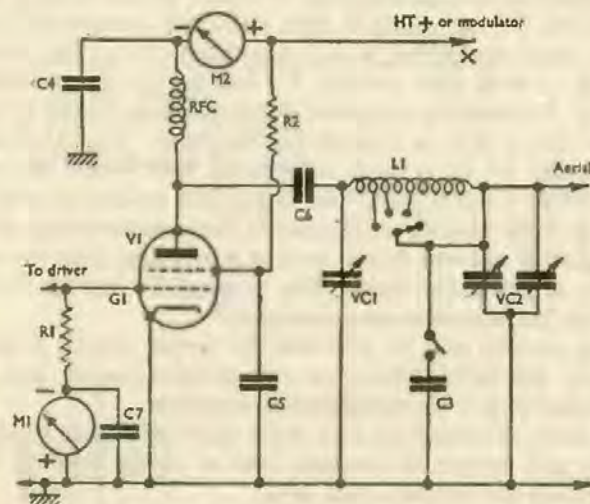 HT + or modulator
X
− M2 +
C4
RFC
R2
L1
Aerial
C6
V1
To driver
G1
VC1
VC2
R1
C3
C5
−
M1
+
C7